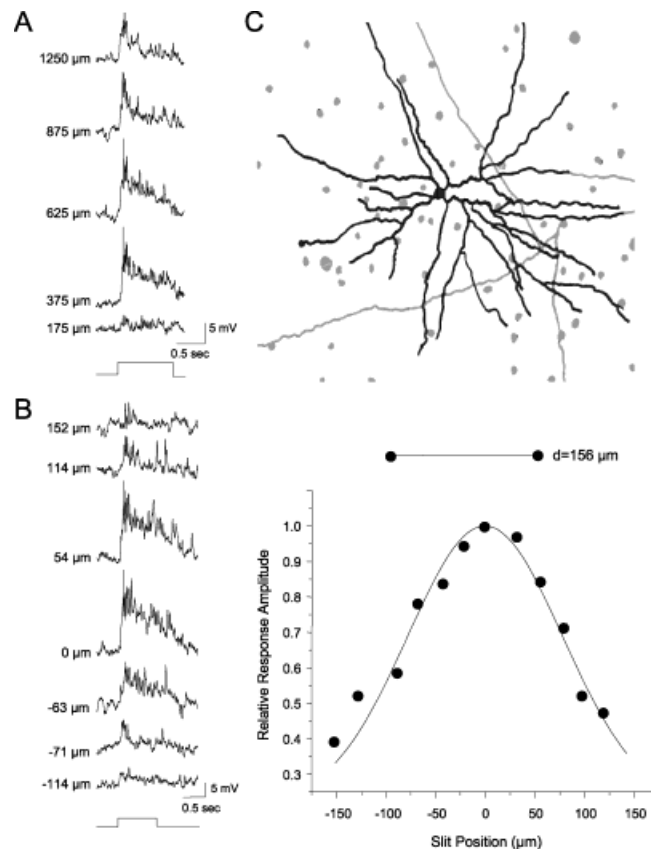 A
1250 µm
875 µm
625 µm
375 µm
175 µm
5 mV
0.5 sec
B
152 µm
114 µm
54 µm
0 µm
-63 µm
-71 µm
-114 µm
5 mV
0.5 sec
C
d=156 µm
Relative Response Amplitude
1.0
0.9
0.8
0.7
0.6
0.5
0.4
0.3
-150 -100 -50 0 50 100 150
Slit Position (µm)